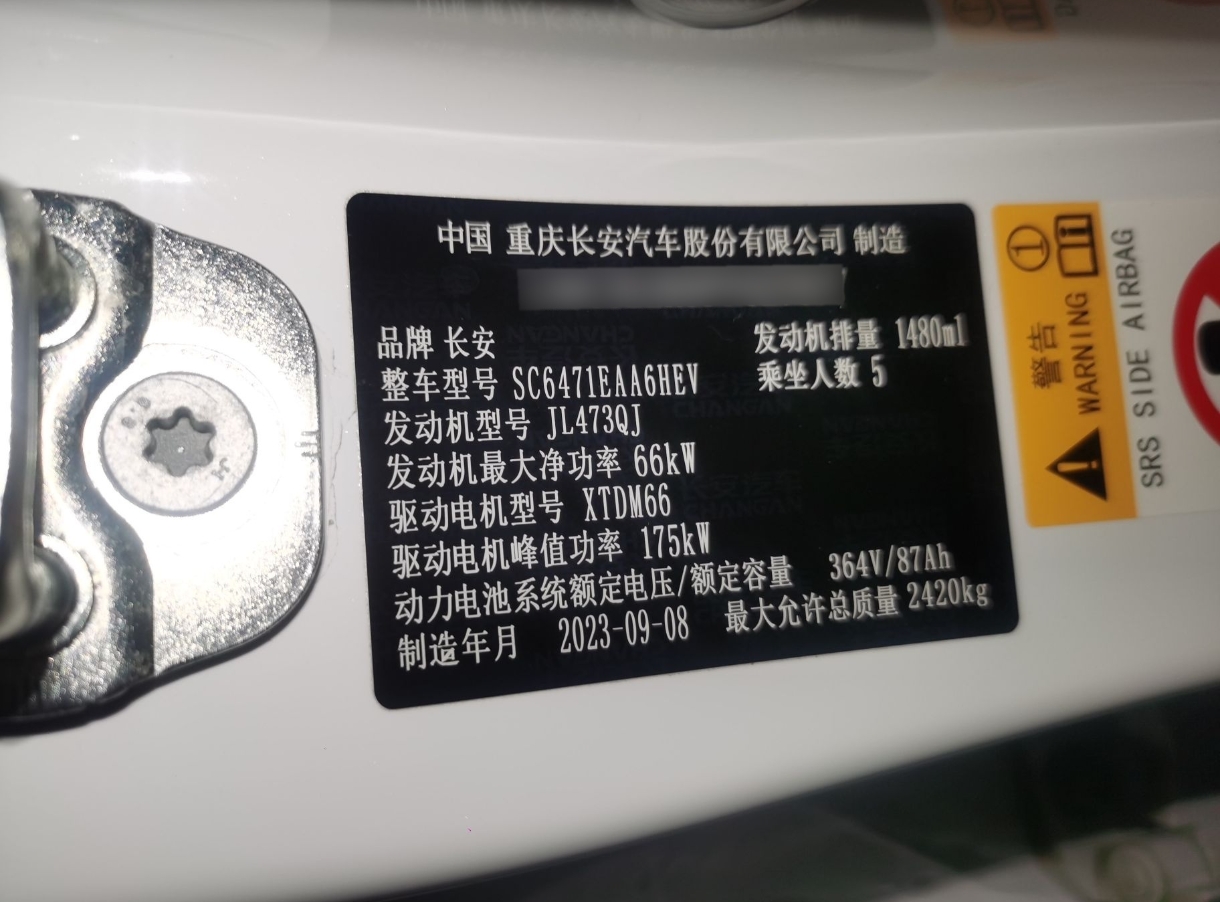 中国 重庆长安汽车股份有限公司 制造
品牌 长安
发动机排量 1480ml
整车型号 SC6471EAA6HEV
乘坐人数 5
发动机型号 JL473QJ
发动机最大净功率 66kW
驱动电机型号 XTDM66
驱动电机峰值功率 175kW
动力电池系统额定电压/额定容量 364V/87Ah
制造年月 2023-09-08 最大允许总质量 2420kg
警告
WARNING
SRS SIDE AIRBAG